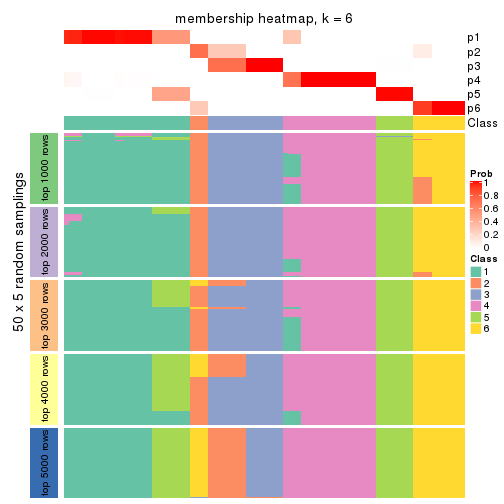 membership heatmap, k = 6
p1
p2
p3
p4
p5
p6
Class
50 x 5 random samplings
top 1000 rows
top 2000 rows
top 3000 rows
top 4000 rows
top 5000 rows
Prob
1
0.8
0.6
0.4
0.2
0
Class
1
2
3
4
5
6